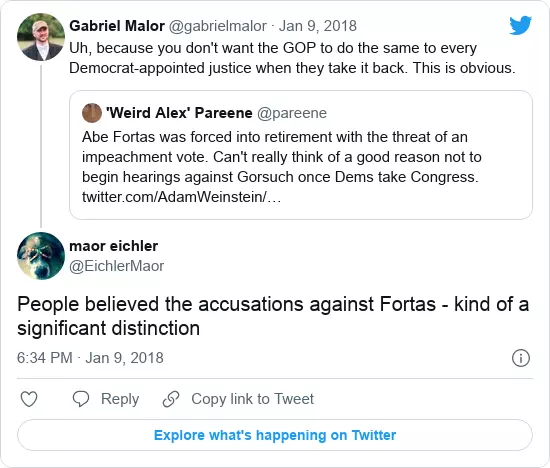 Gabriel Malor @gabrielmalor · Jan 9, 2018
Uh, because you don't want the GOP to do the same to every
Democrat-appointed justice when they take it back. This is obvious.
'Weird Alex' Pareene @pareene
Abe Fortas was forced into retirement with the threat of an
impeachment vote. Can't really think of a good reason not to
begin hearings against Gorsuch once Dems take Congress.
twitter.com/AdamWeinstein/…
maor eichler
@EichlerMaor
People believed the accusations against Fortas - kind of a
significant distinction
6:34 PM · Jan 9, 2018
Reply Copy link to Tweet
Explore what's happening on Twitter